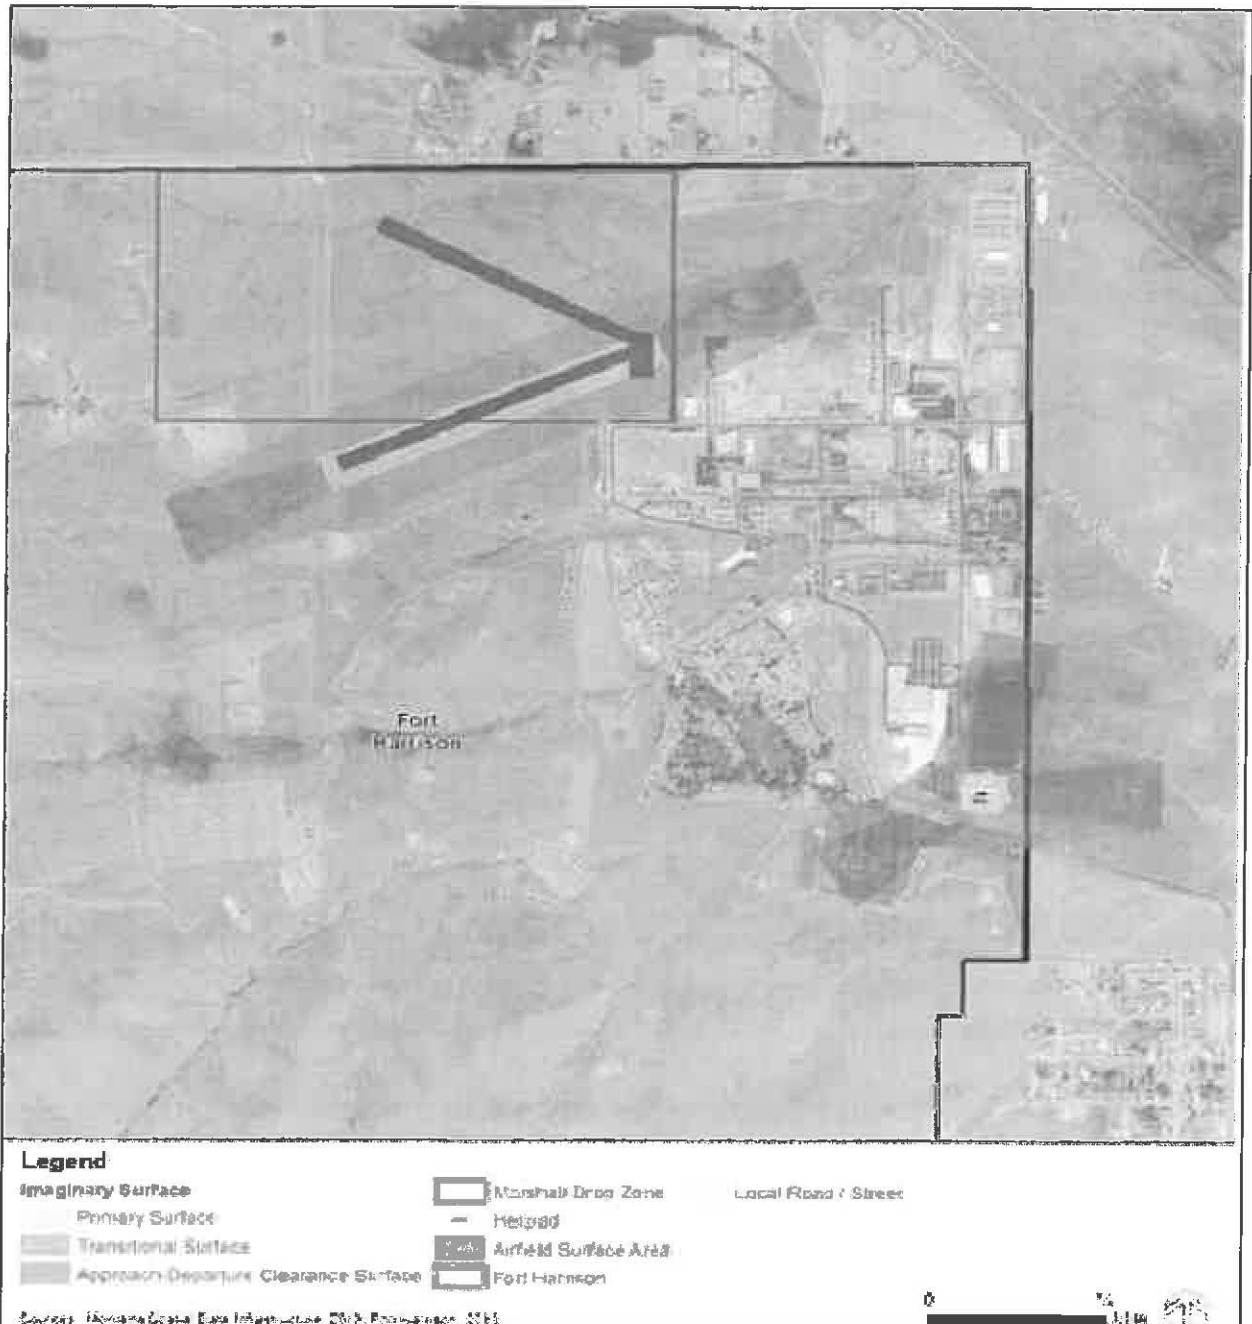 Fort
Harrison
Legend
Imaginary Surface
Primary Surface
Transitional Surface
Approach-Departure Clearance Surface
Marshall Drop Zone
Helipad
Airfield Surface Area
Fort Harrison
Local Road / Street
0